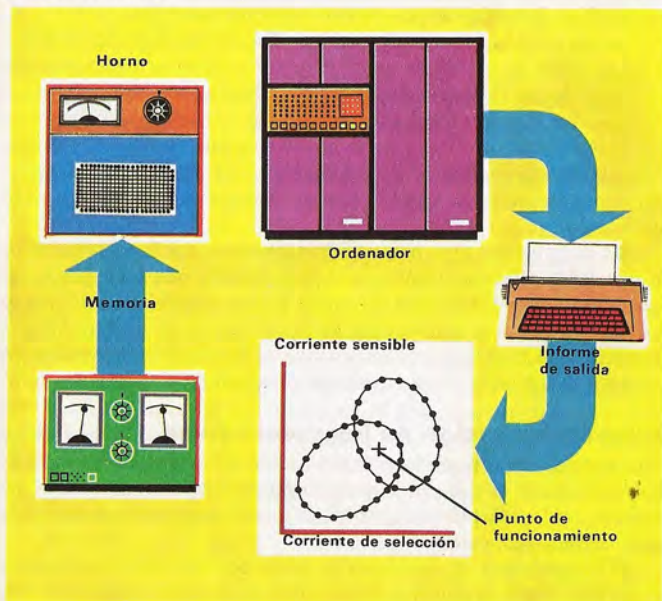 Horno
Ordenador
Memoria
Informe
de salida
Corriente sensible
Corriente de selección
Punto de
funcionamiento